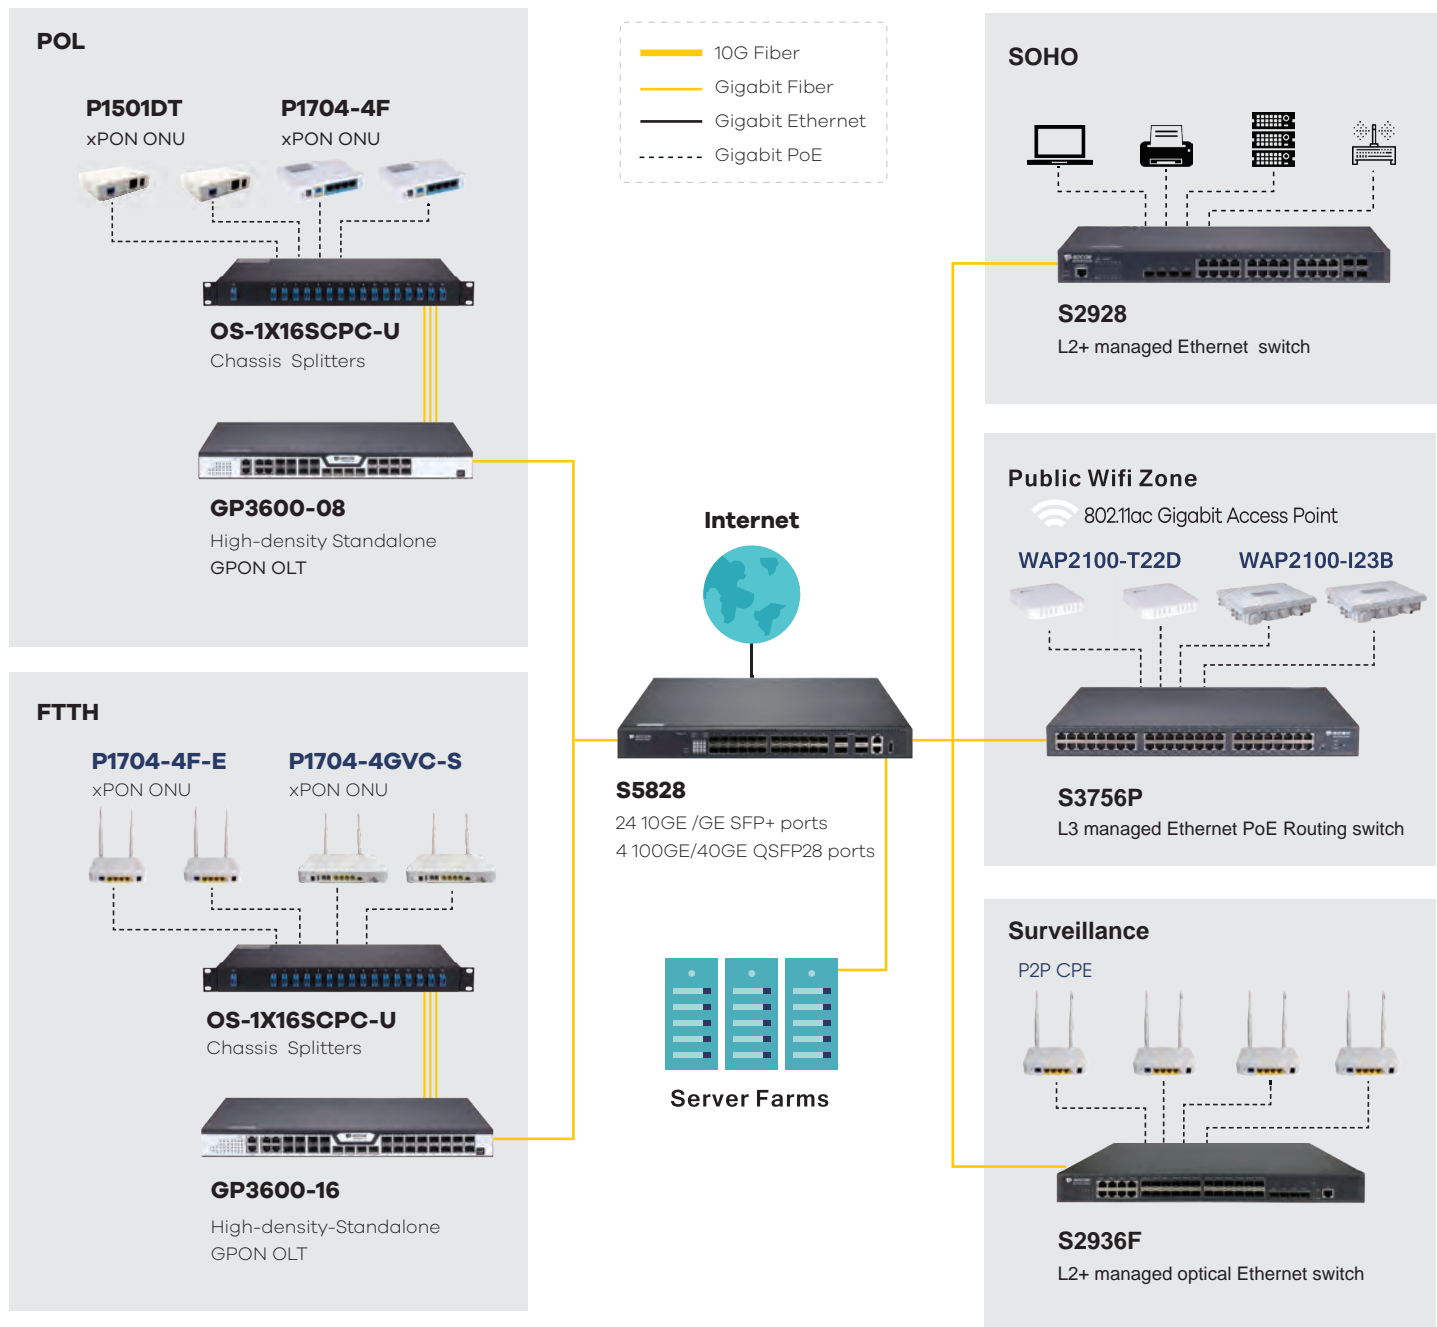 POL
P1501DT
xPON ONU
P1704-4F
xPON ONU
OS-1X16SCPC-U
Chassis Splitters
GP3600-08
High-density Standalone
GPON OLT
FTTH
P1704-4F-E
xPON ONU
P1704-4GVC-S
xPON ONU
OS-1X16SCPC-U
Chassis Splitters
GP3600-16
High-density-Standalone
GPON OLT
10G Fiber
Gigabit Fiber
Gigabit Ethernet
Gigabit PoE
Internet
S5828
24 10GE /GE SFP+ ports
4 100GE/40GE QSFP28 ports
Server Farms
SOHO
S2928
L2+ managed Ethernet switch
Public Wifi Zone
802.11ac Gigabit Access Point
WAP2100-T22D
WAP2100-I23B
S3756P
L3 managed Ethernet PoE Routing switch
Surveillance
P2P CPE
S2936F
L2+ managed optical Ethernet switch